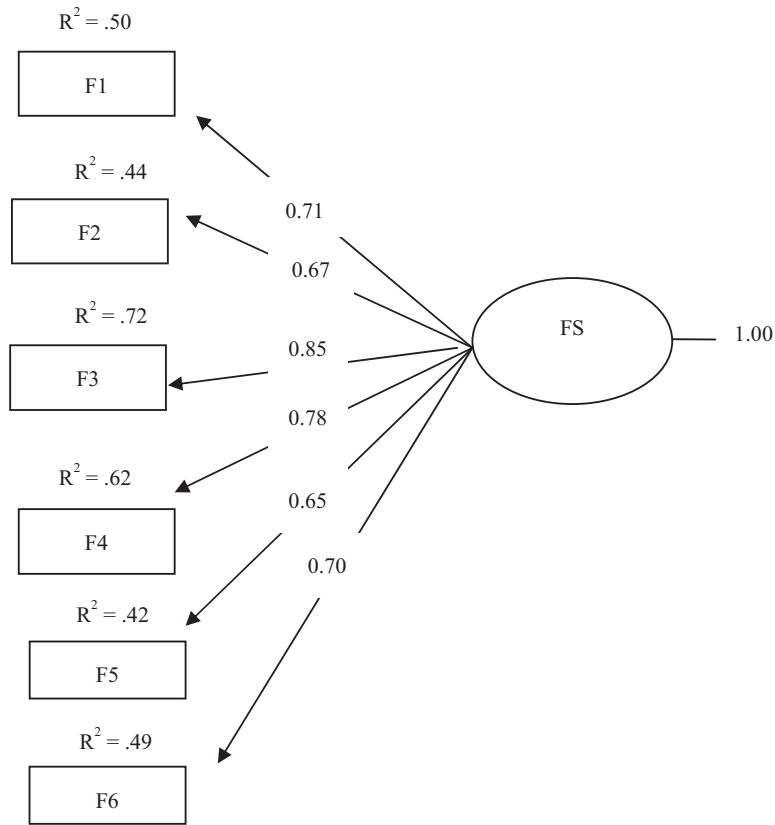 R² = .50
F1
R² = .44
0.71
F2
0.67
R² = .72
FS
1.00
0.85
F3
0.78
R² = .62
0.65
F4
0.70
R² = .42
F5
R² = .49
F6